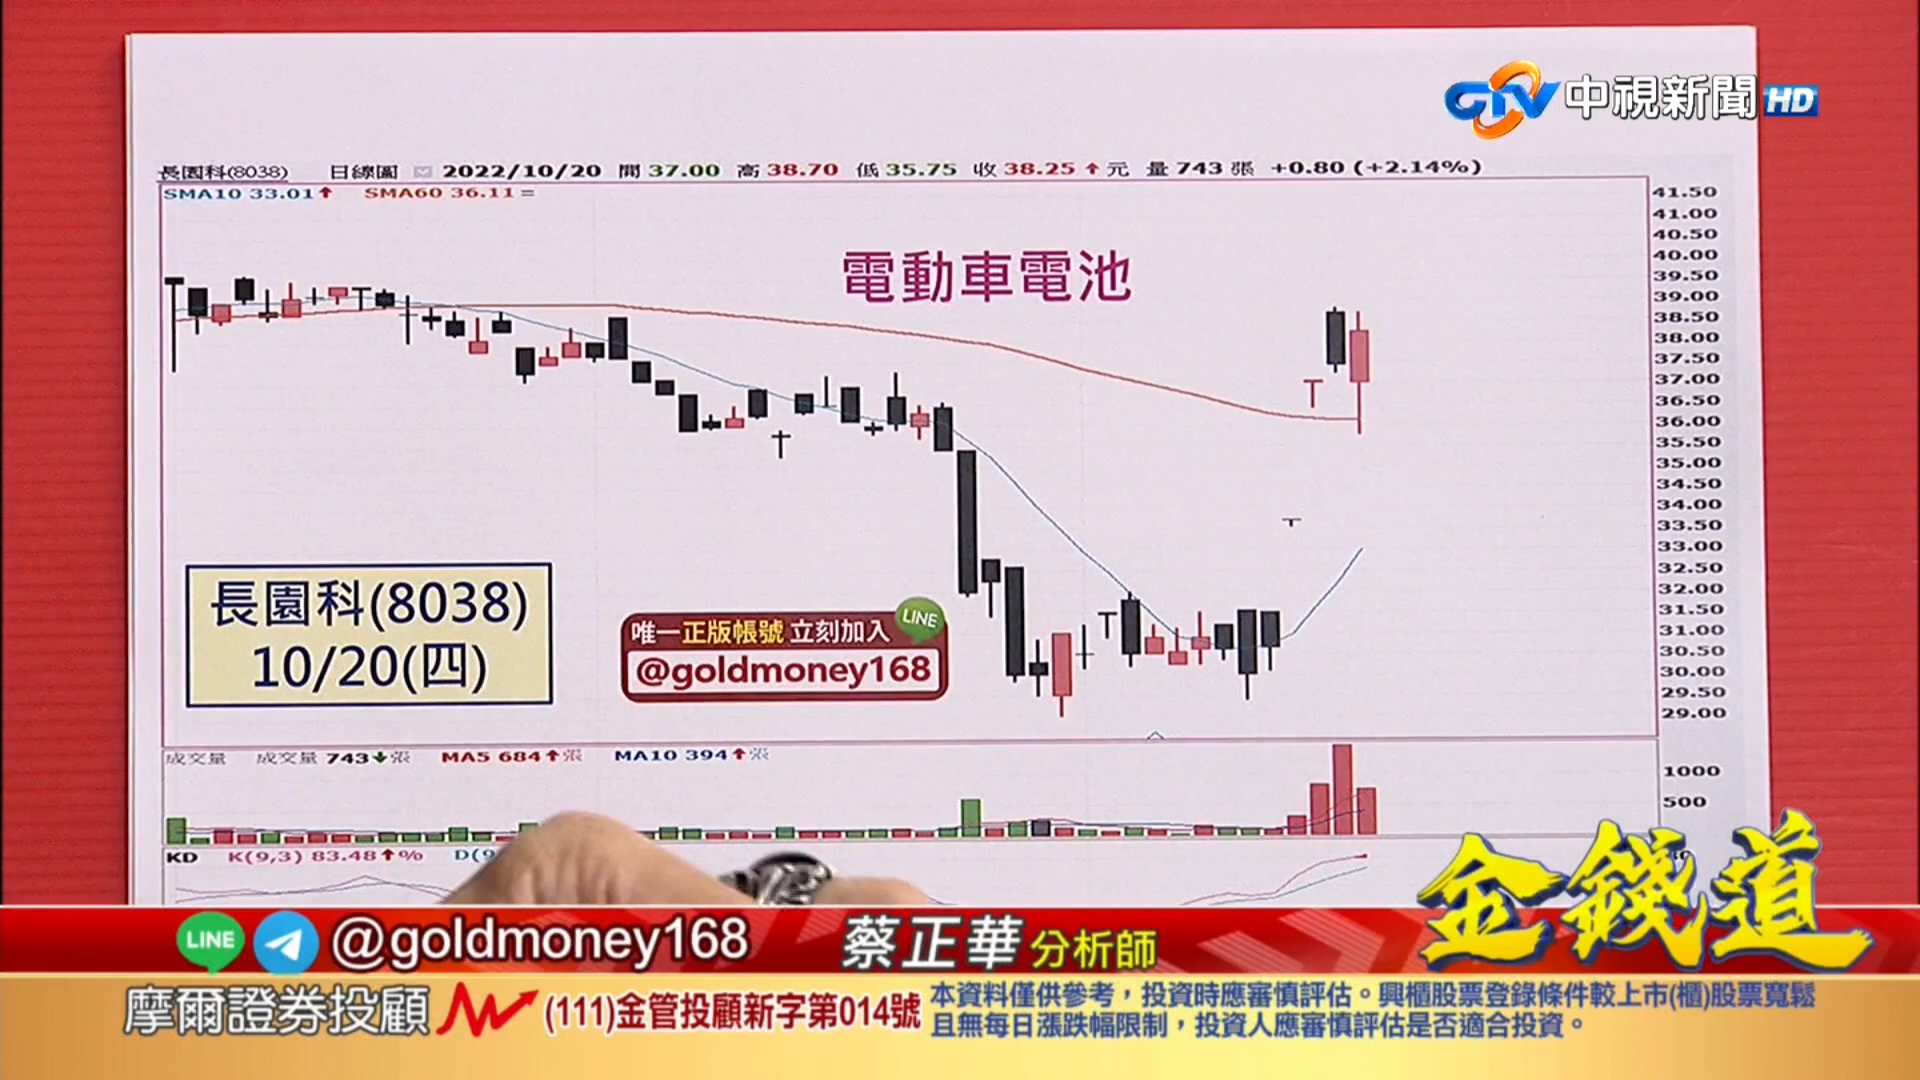 CTV 中視新聞 HD
長園科(8038) 日線圖 2022/10/20 開 37.00 高 38.70 低 35.75 收 38.25↑元 量 743 張 +0.80 (+2.14%)
SMA10 33.01↑ SMA60 36.11 =
電動車電池
41.50
41.00
40.50
40.00
39.50
39.00
38.50
38.00
37.50
37.00
36.50
36.00
35.50
35.00
34.50
34.00
33.50
33.00
32.50
32.00
31.50
31.00
30.50
30.00
29.50
29.00
長園科(8038)
10/20(四)
唯一正版帳號 立刻加入 LINE
@goldmoney168
成交量 成交量 743↓張 MA5 684↑張 MA10 394↑張
1000
500
KD K(9,3) 83.48↑%
LINE @goldmoney168 蔡正華 分析師
金錢道
摩爾證券投顧 (111)金管投顧新字第014號
本資料僅供參考，投資時應審慎評估。興櫃股票登錄條件較上市(櫃)股票寬鬆
且無每日漲跌幅限制，投資人應審慎評估是否適合投資。